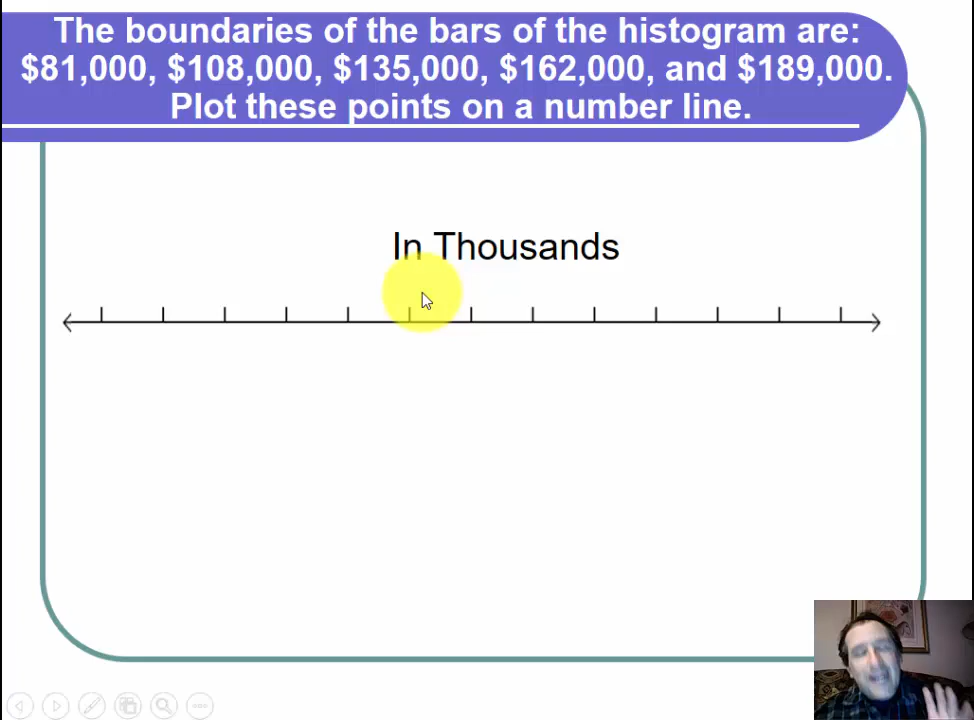 The boundaries of the bars of the histogram are:
$81,000, $108,000, $135,000, $162,000, and $189,000.
Plot these points on a number line.
In Thousands